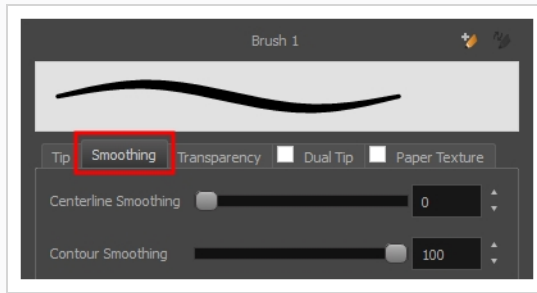 Brush 1
Tip Smoothing Transparency Dual Tip Paper Texture
Centerline Smoothing 0
Contour Smoothing 100